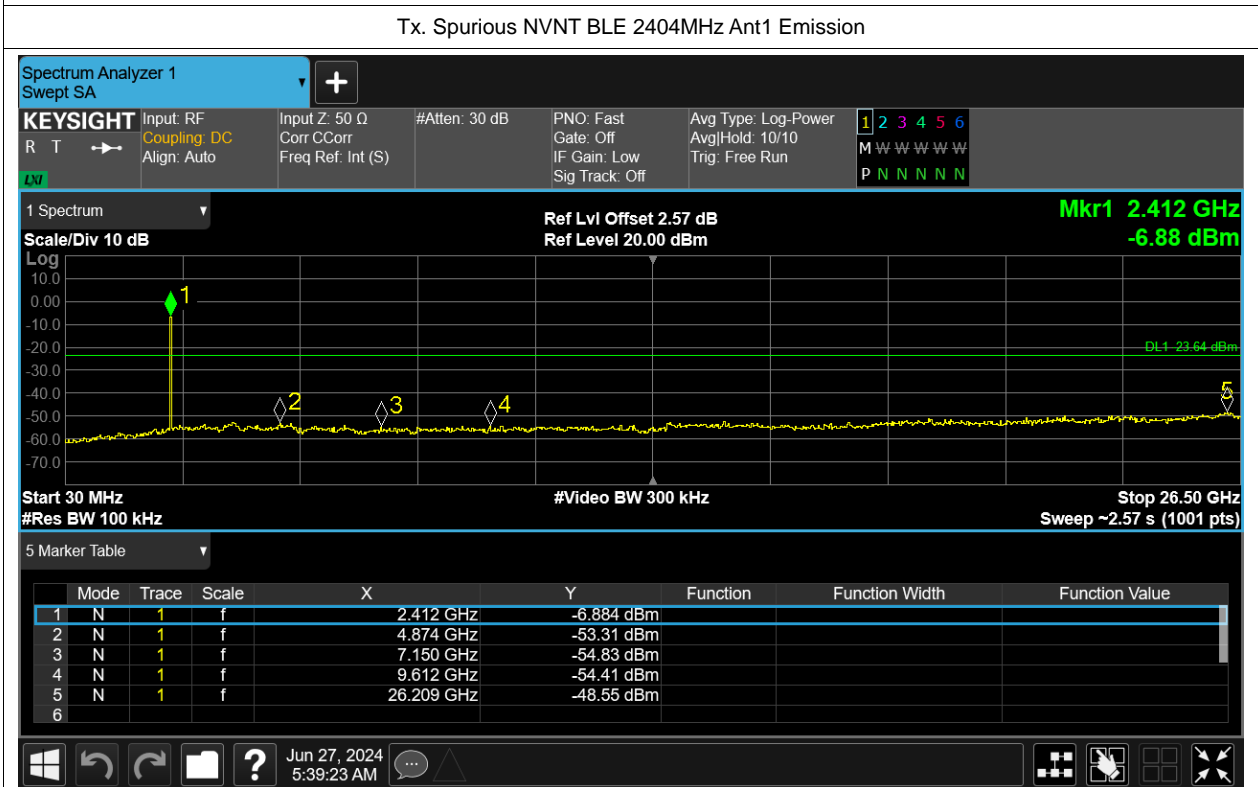 Tx. Spurious NVNT BLE 2404MHz Ant1 Emission
Spectrum Analyzer 1
Swept SA
KEYSIGHT
R T
LXI
Input: RF
Coupling: DC
Align: Auto
Input Z: 50 Ω
Corr CCorr
Freq Ref: Int (S)
#Atten: 30 dB
PNO: Fast
Gate: Off
IF Gain: Low
Sig Track: Off
Avg Type: Log-Power
Avg|Hold: 10/10
Trig: Free Run
1 2 3 4 5 6
M W W W W W
P N N N N N
1 Spectrum
Scale/Div 10 dB
Ref Lvl Offset 2.57 dB
Ref Level 20.00 dBm
Mkr1 2.412 GHz
-6.88 dBm
Log
10.0
0.00
-10.0
-20.0
-30.0
-40.0
-50.0
-60.0
-70.0
1
2
3
4
5
DL1 -23.64 dBm
Start 30 MHz
#Res BW 100 kHz
#Video BW 300 kHz
Stop 26.50 GHz
Sweep ~2.57 s (1001 pts)
5 Marker Table
Mode Trace Scale X Y Function Function Width Function Value
1 N 1 f 2.412 GHz -6.884 dBm
2 N 1 f 4.874 GHz -53.31 dBm
3 N 1 f 7.150 GHz -54.83 dBm
4 N 1 f 9.612 GHz -54.41 dBm
5 N 1 f 26.209 GHz -48.55 dBm
6
?
Jun 27, 2024
5:39:23 AM